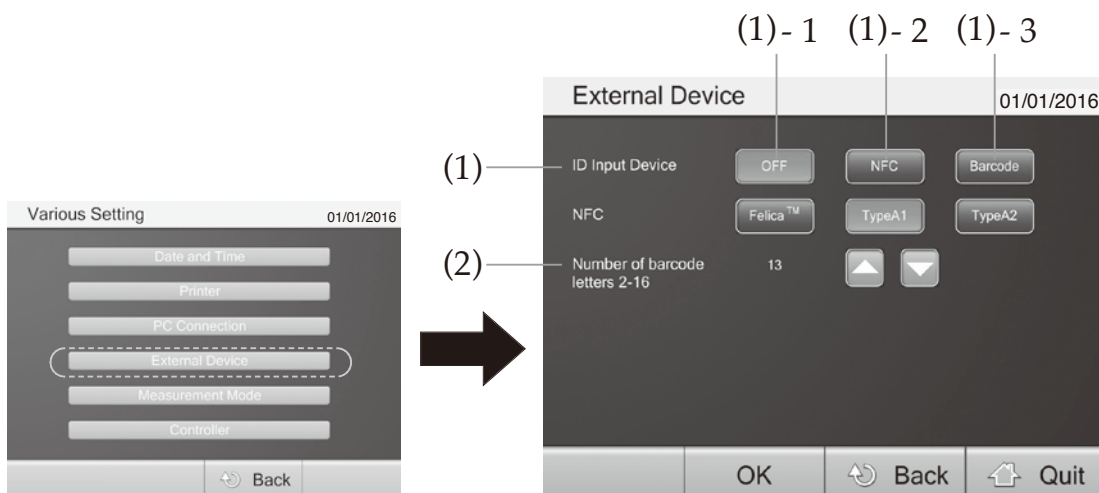 (1)- 1 (1)- 2 (1)- 3
Various Setting 01/01/2016
Date and Time
Printer
PC Connection
External Device
Measurement Mode
Controller
Back
External Device 01/01/2016
(1) ID Input Device OFF NFC Barcode
NFC Felica™ TypeA1 TypeA2
(2) Number of barcode 13
letters 2-16
OK Back Quit